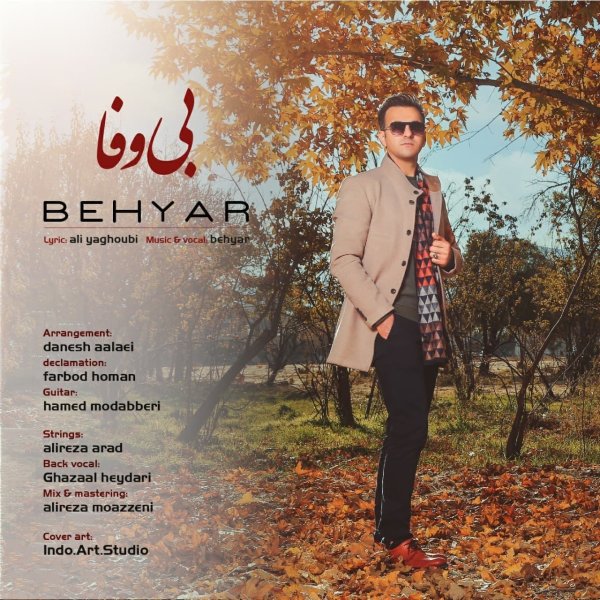 بی‌وفا
BEHYAR
Lyric: ali yaghoubi Music & vocal: behyar
Arrangement:
danesh aalaei
declamation:
farbod homan
Guitar:
hamed modabberi
Strings:
alireza arad
Back vocal:
Ghazaal heydari
Mix & mastering:
alireza moazzeni
Cover art:
Indo.Art.Studio